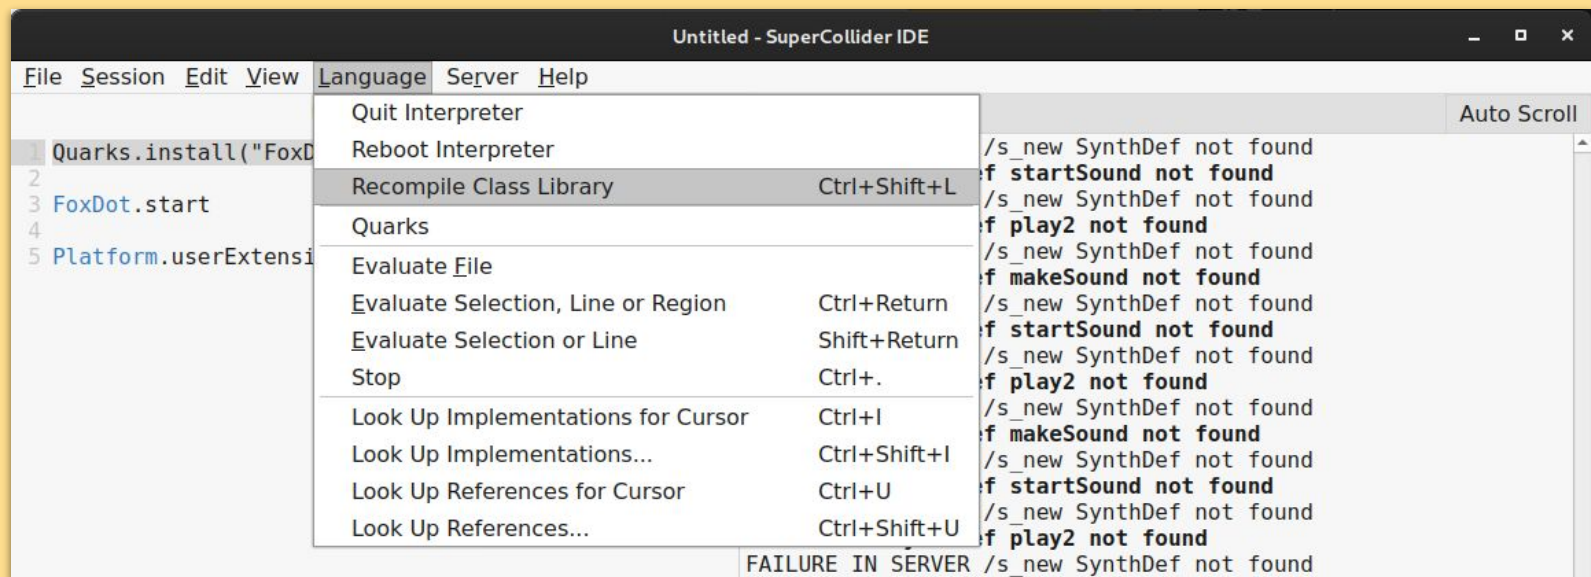 Untitled - SuperCollider IDE
File Session Edit View Language Server Help
Auto Scroll
1 Quarks.install("FoxD
2
3 FoxDot.start
4
5 Platform.userExtensi
Quit Interpreter
Reboot Interpreter
Recompile Class Library Ctrl+Shift+L
Quarks
Evaluate File
Evaluate Selection, Line or Region Ctrl+Return
Evaluate Selection or Line Shift+Return
Stop Ctrl+.
Look Up Implementations for Cursor Ctrl+I
Look Up Implementations... Ctrl+Shift+I
Look Up References for Cursor Ctrl+U
Look Up References... Ctrl+Shift+U
/s_new SynthDef not found
f startSound not found
/s_new SynthDef not found
f play2 not found
/s_new SynthDef not found
f makeSound not found
/s_new SynthDef not found
f startSound not found
/s_new SynthDef not found
f play2 not found
/s_new SynthDef not found
f makeSound not found
/s_new SynthDef not found
f startSound not found
/s_new SynthDef not found
f play2 not found
FAILURE IN SERVER /s_new SynthDef not found